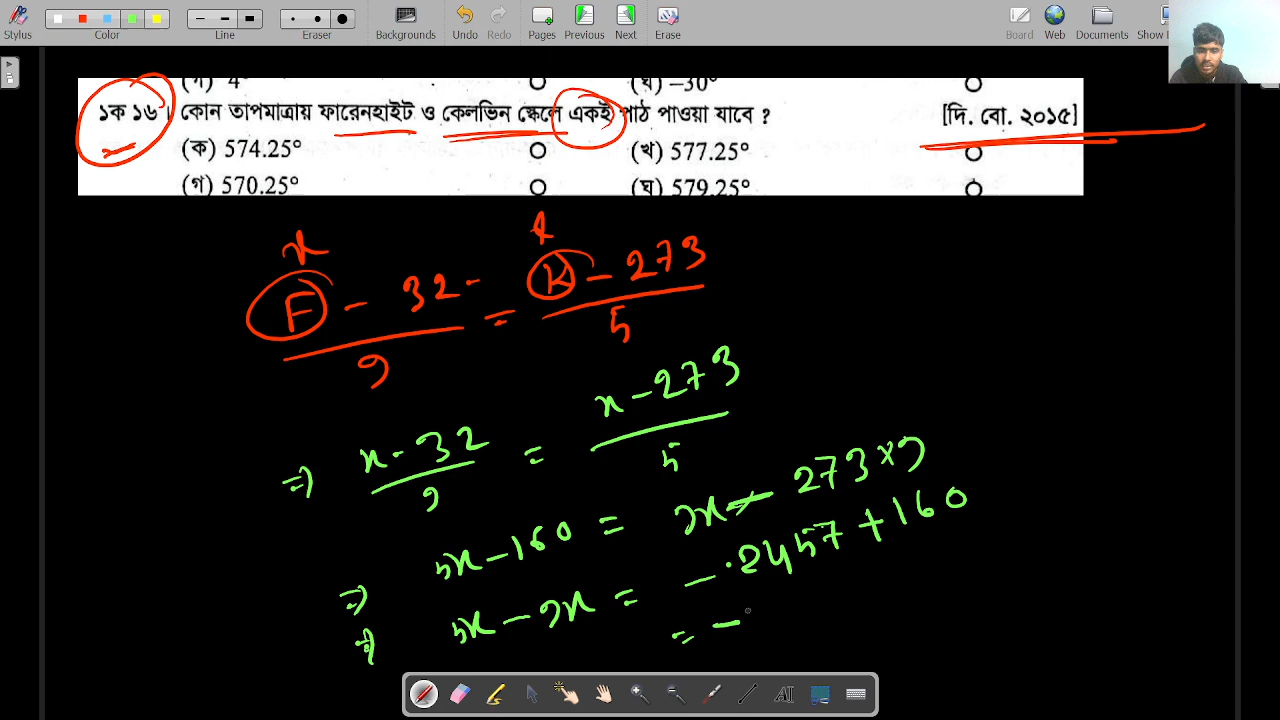 Stylus Color Line Eraser Backgrounds Undo Redo Pages Previous Next Erase Board Web Documents
(গ) 4° (ঘ) –30°
১ক ১৬। কোন তাপমাত্রায় ফারেনহাইট ও কেলভিন স্কেলে একই পাঠ পাওয়া যাবে ? [দি. বো. ২০১৫]
(ক) 574.25° (খ) 577.25°
(গ) 570.25° (ঘ) 579.25°
x x
F - 32 / 9 = K - 273 / 5
⇒ x - 32 / 9 = x - 273 / 5
⇒ 5x - 160 = 9x - 273 x 9
⇒ 5x - 9x = - 2457 + 160
= -